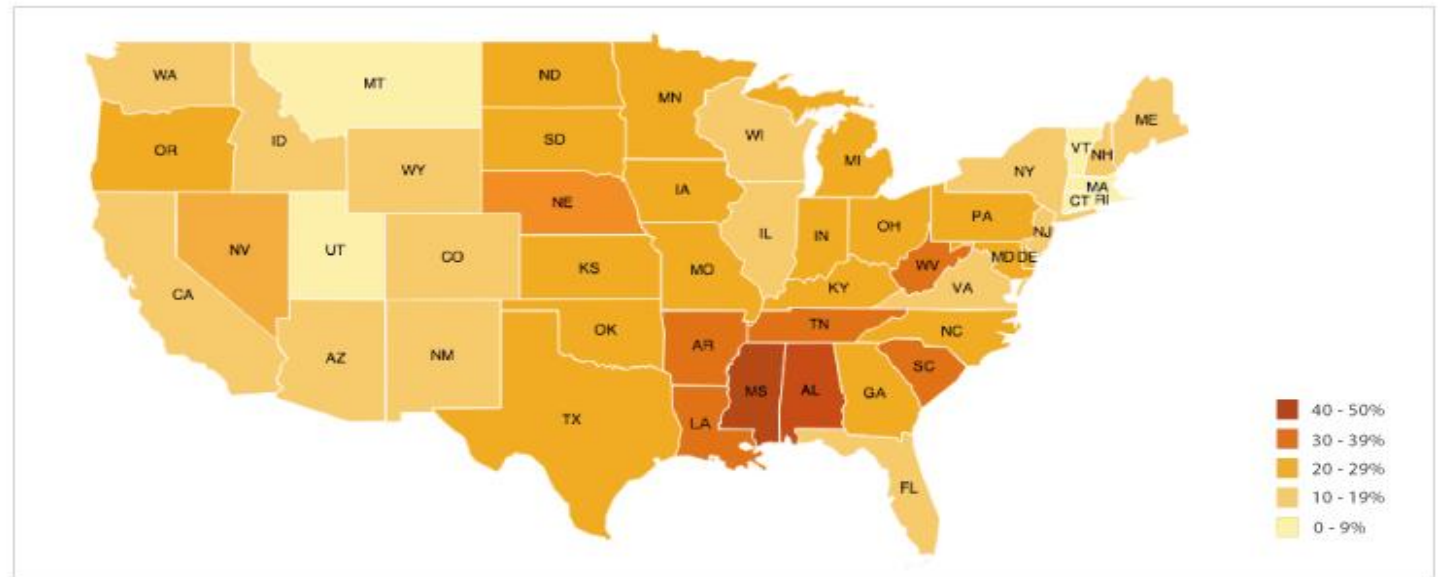 WA
MT
ND
MN
ME
ID
OR
SD
WI
VT
NH
WY
MI
NY
NE
IA
MA
CT RI
NV
UT
PA
CO
IL
IN
OH
NJ
KS
MO
WV
MD DE
CA
KY
VA
TN
NC
OK
AZ
NM
AR
SC
MS
AL
GA
TX
LA
FL
40 - 50%
30 - 39%
20 - 29%
10 - 19%
0 - 9%